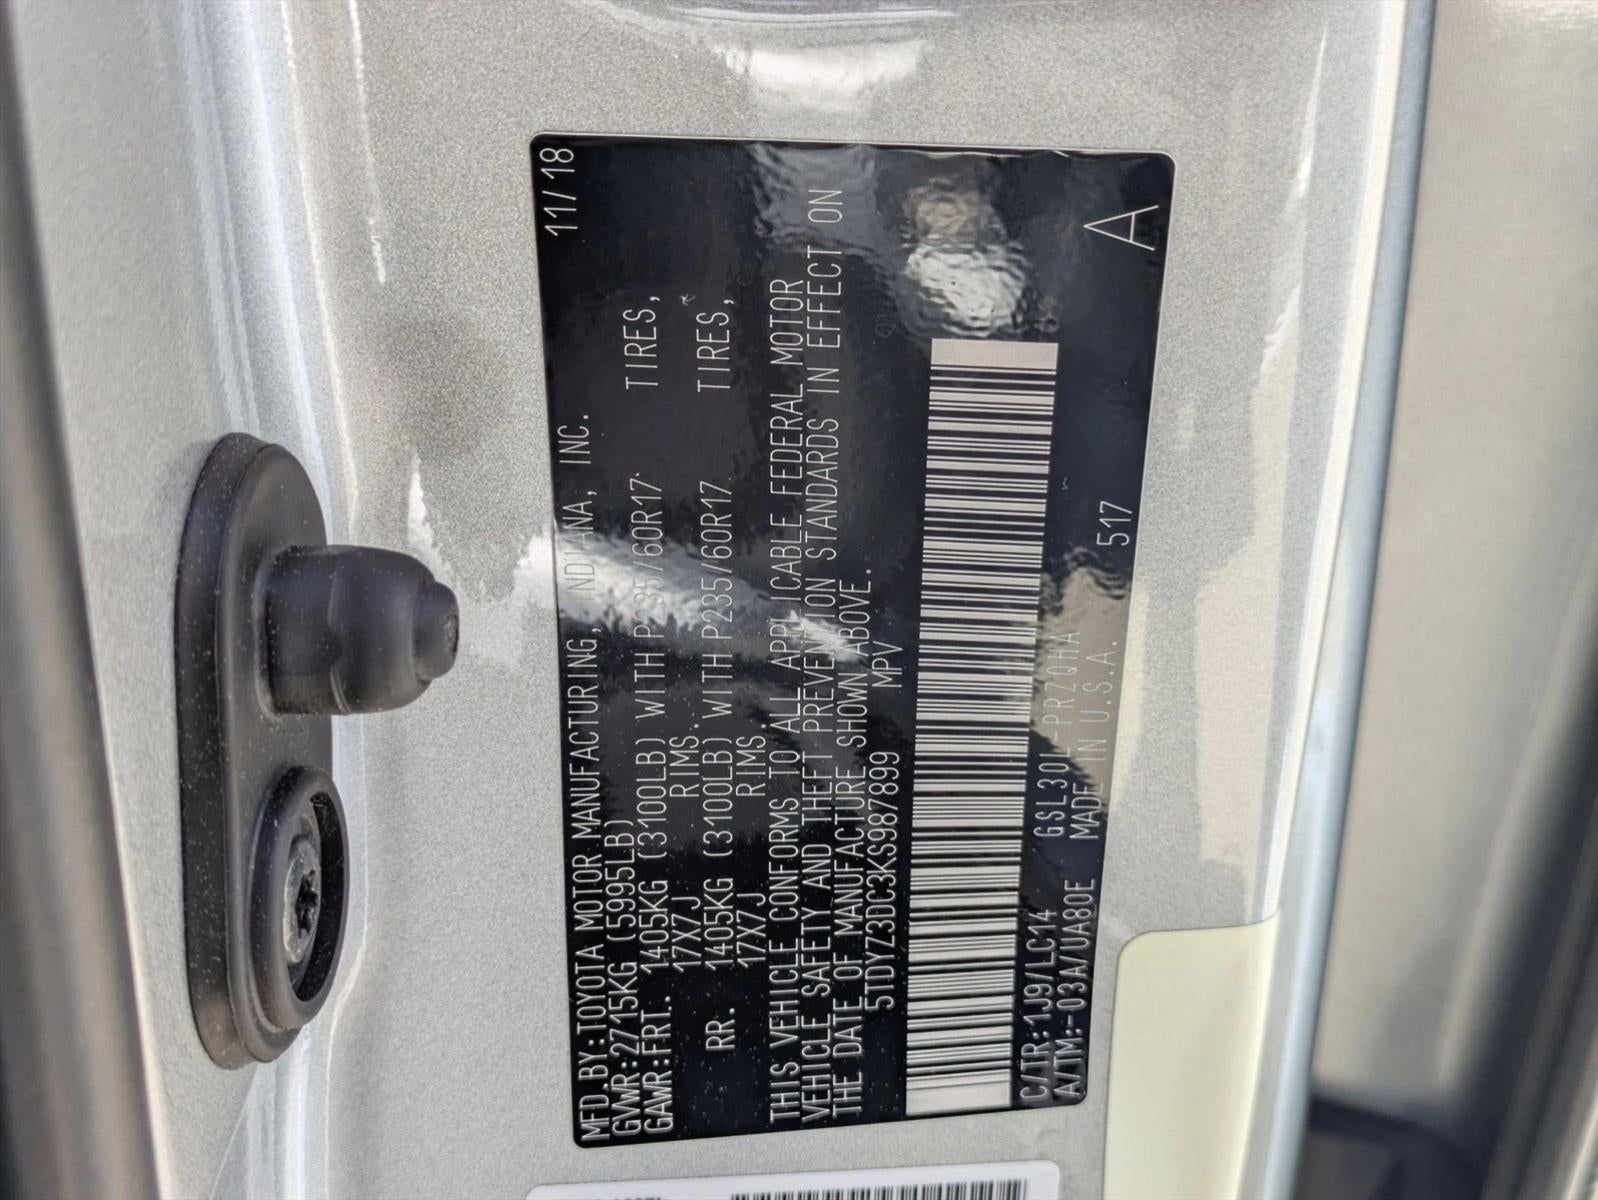 11/18
MFD.BY:TOYOTA MOTOR MANUFACTURING, INDIANA, INC.
GVWR:2715KG (5995LB)
GAWR:FRT. 1405KG (3100LB) WITH P235/60R17 TIRES,
17X7J RIMS.
RR. 1405KG (3100LB) WITH P235/60R17 TIRES,
17X7J RIMS
THIS VEHICLE CONFORMS TO ALL APPLICABLE FEDERAL MOTOR
VEHICLE SAFETY AND THEFT PREVENTION STANDARDS IN EFFECT ON
THE DATE OF MANUFACTURE SHOWN ABOVE.
5TDYZ3DC3KS987899 MPV
C/TR:1J9/LC14 GSL30L-PRZQHA
A/TM:-03A/UA80E MADE IN U.S.A. 517 A